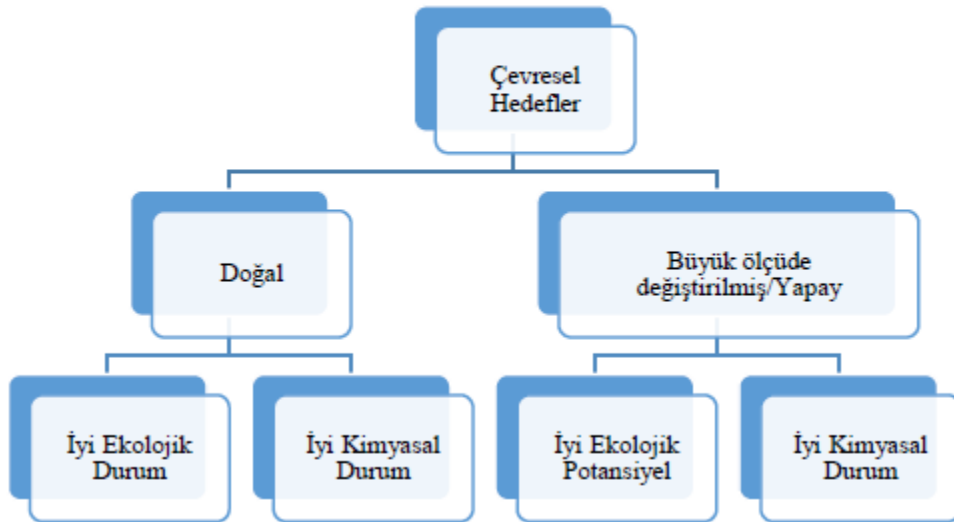 Çevresel
Hedefler
Doğal
Büyük ölçüde
değiştirilmiş/Yapay
İyi Ekolojik
Durum
İyi Kimyasal
Durum
İyi Ekolojik
Potansiyel
İyi Kimyasal
Durum